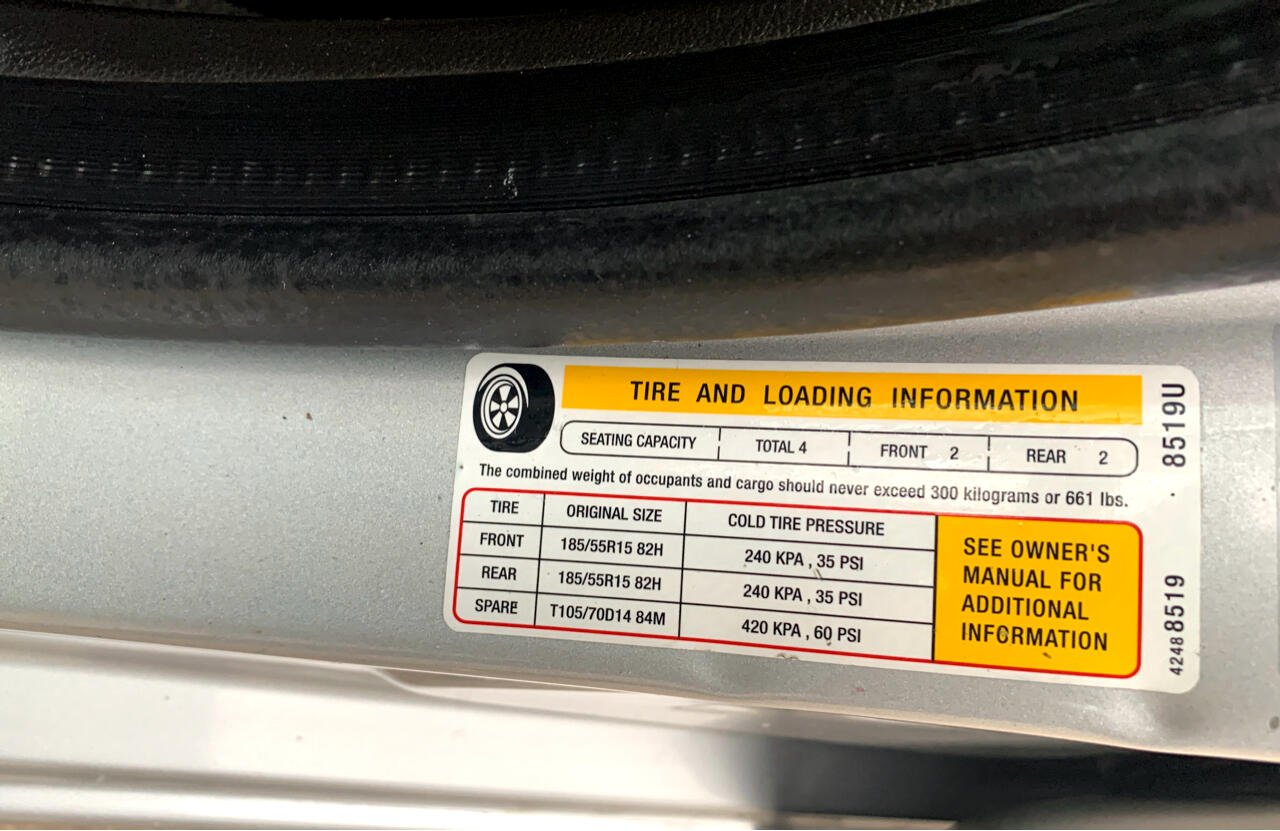 TIRE AND LOADING INFORMATION
SEATING CAPACITY TOTAL 4 FRONT 2 REAR 2
The combined weight of occupants and cargo should never exceed 300 kilograms or 661 lbs.
TIRE ORIGINAL SIZE COLD TIRE PRESSURE
FRONT 185/55R15 82H 240 KPA , 35 PSI
REAR 185/55R15 82H 240 KPA , 35 PSI
SPARE T105/70D14 84M 420 KPA , 60 PSI
SEE OWNER'S
MANUAL FOR
ADDITIONAL
INFORMATION
42488519 · 8519U